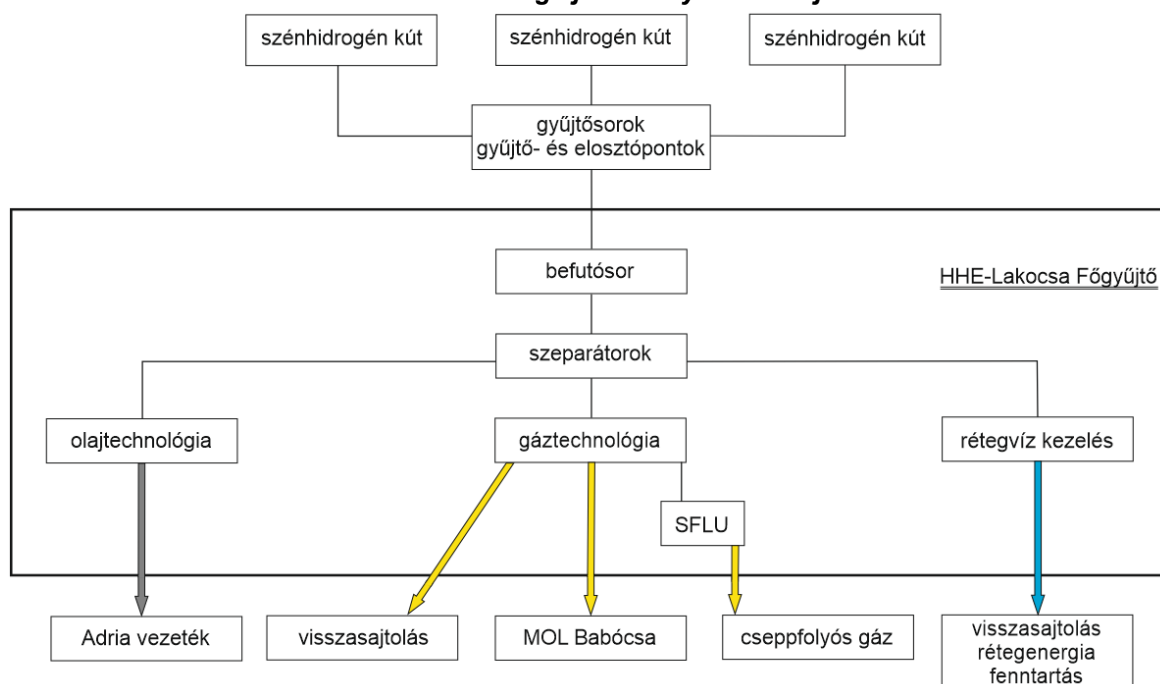 szénhidrogén kút
szénhidrogén kút
szénhidrogén kút
gyűjtősorok
gyűjtő- és elosztópontok
befutósor
HHE-Lakocsa Főgyűjtő
szeparátorok
olajtechnológia
gáztechnológia
rétegvíz kezelés
SFLU
Adria vezeték
visszasajtolás
MOL Babócsa
cseppfolyós gáz
visszasajtolás
rétegenergia
fenntartás